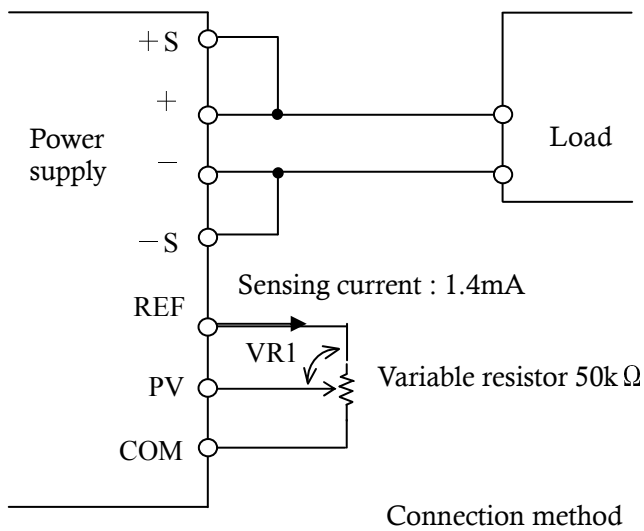 +S
+
Power
supply
−
−S
Load
REF
Sensing current : 1.4mA
VR1
PV
Variable resistor 50kΩ
COM
Connection method